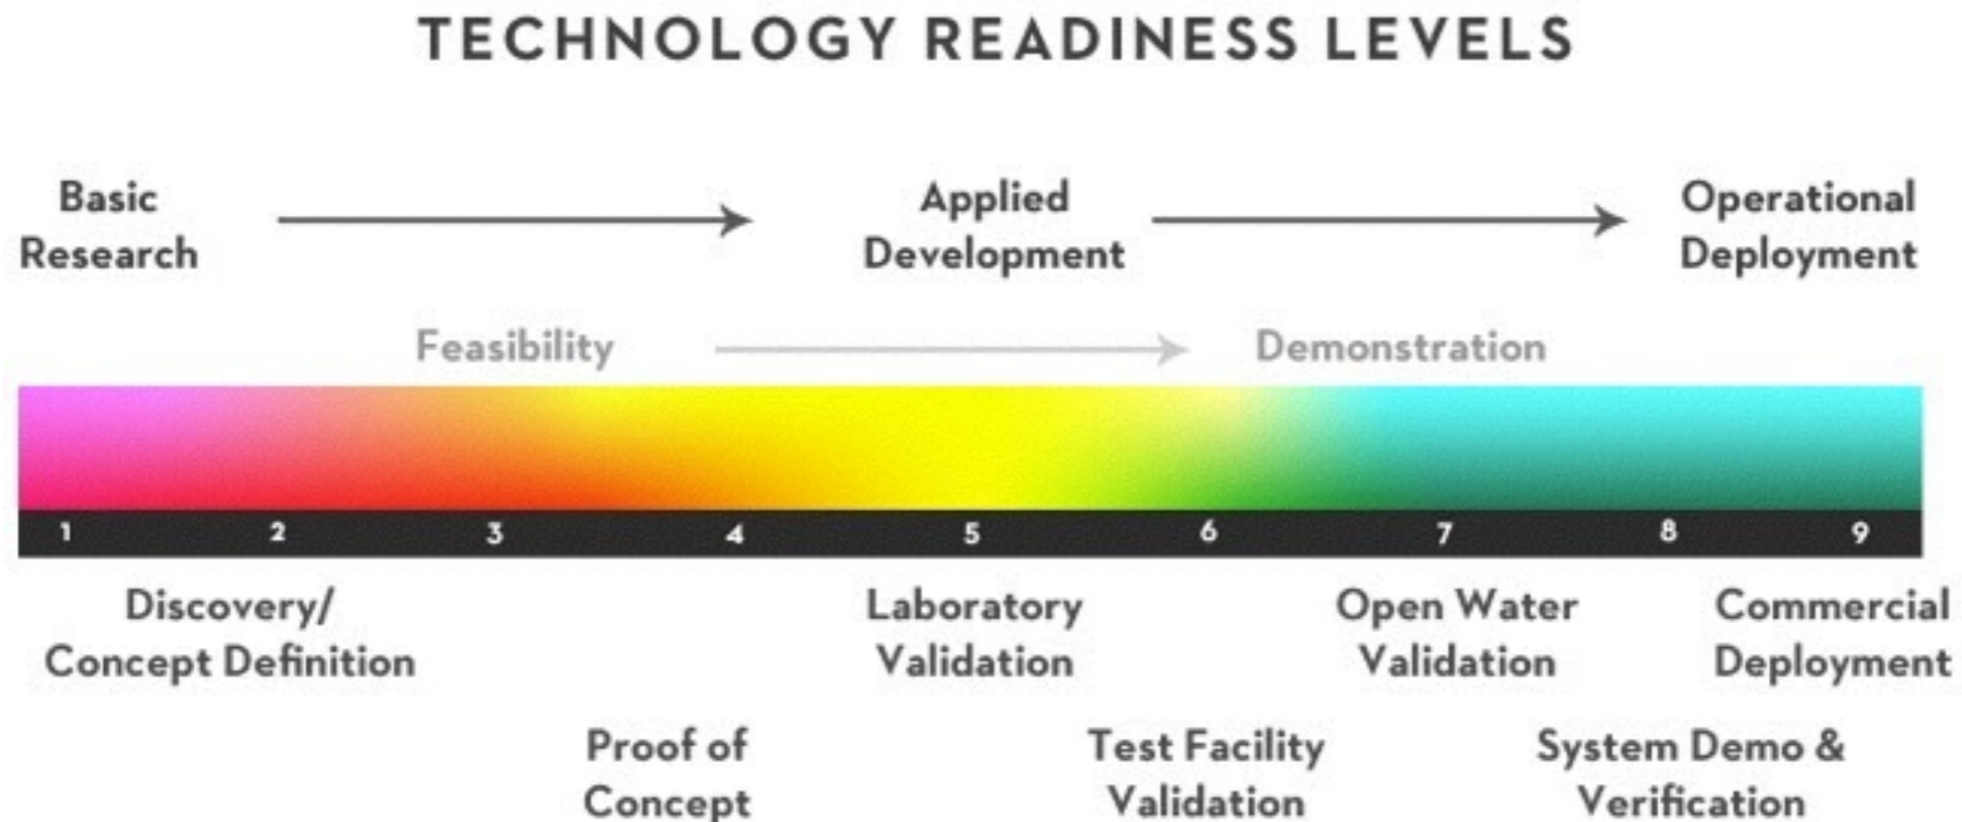 TECHNOLOGY READINESS LEVELS
Basic
Research
Applied
Development
Operational
Deployment
Feasibility
Demonstration
1 2 3 4 5 6 7 8 9
Discovery/
Concept Definition
Laboratory
Validation
Open Water
Validation
Commercial
Deployment
Proof of
Concept
Test Facility
Validation
System Demo &
Verification